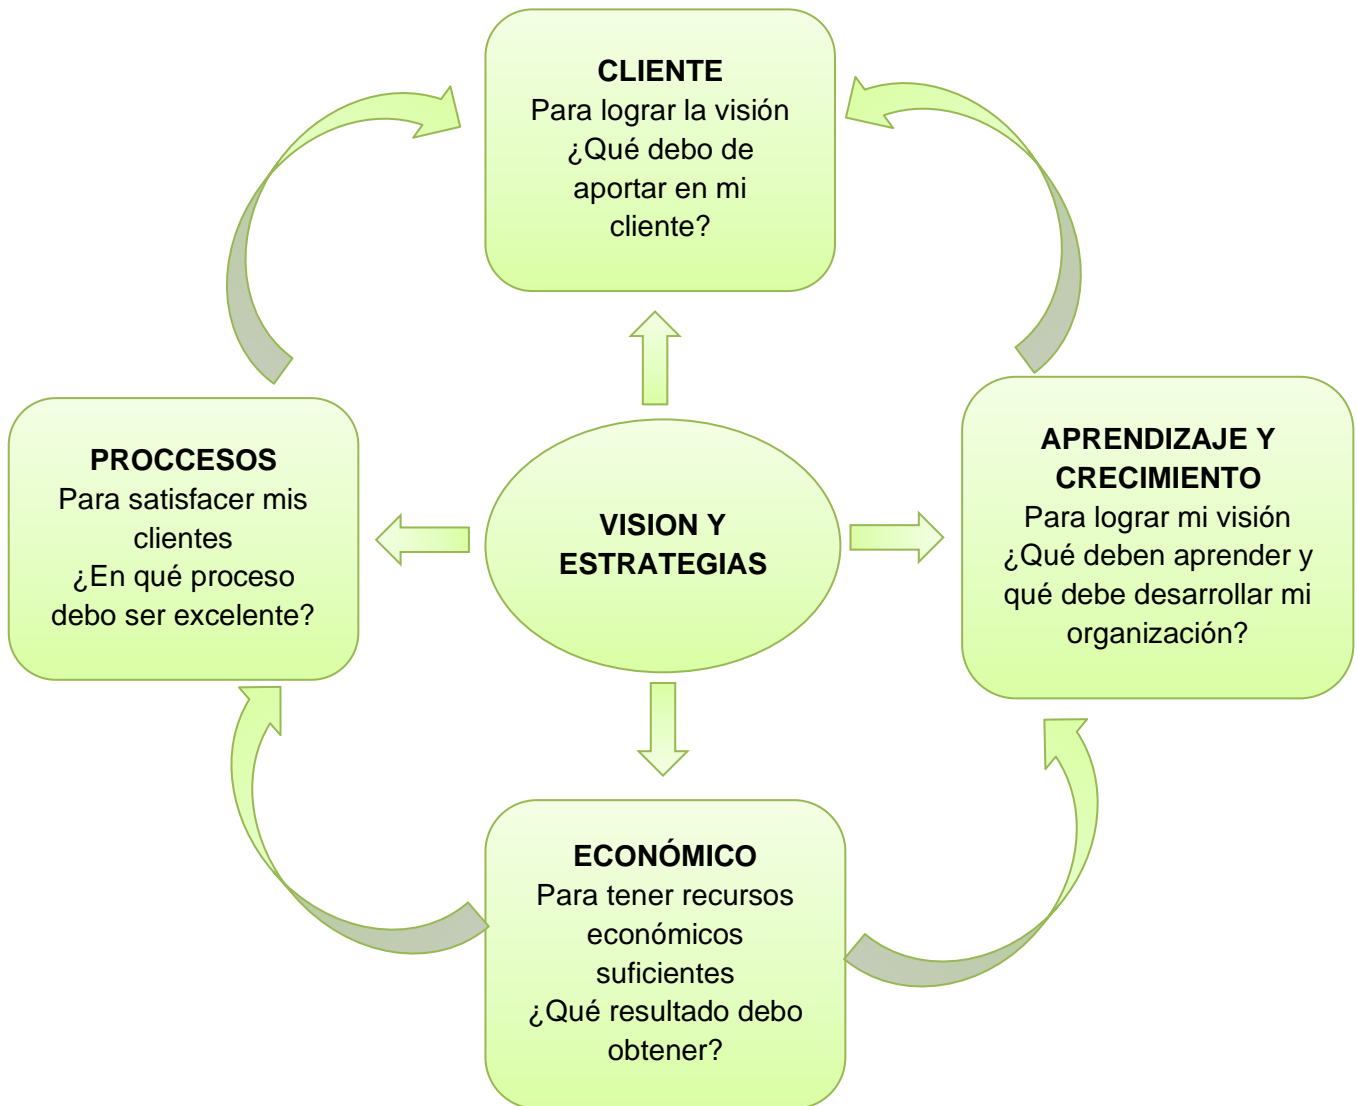 CLIENTE
Para lograr la visión
¿Qué debo de
aportar en mi
cliente?
PROCCESOS
Para satisfacer mis
clientes
¿En qué proceso
debo ser excelente?
VISION Y
ESTRATEGIAS
APRENDIZAJE Y
CRECIMIENTO
Para lograr mi visión
¿Qué deben aprender y
qué debe desarrollar mi
organización?
ECONÓMICO
Para tener recursos
económicos
suficientes
¿Qué resultado debo
obtener?